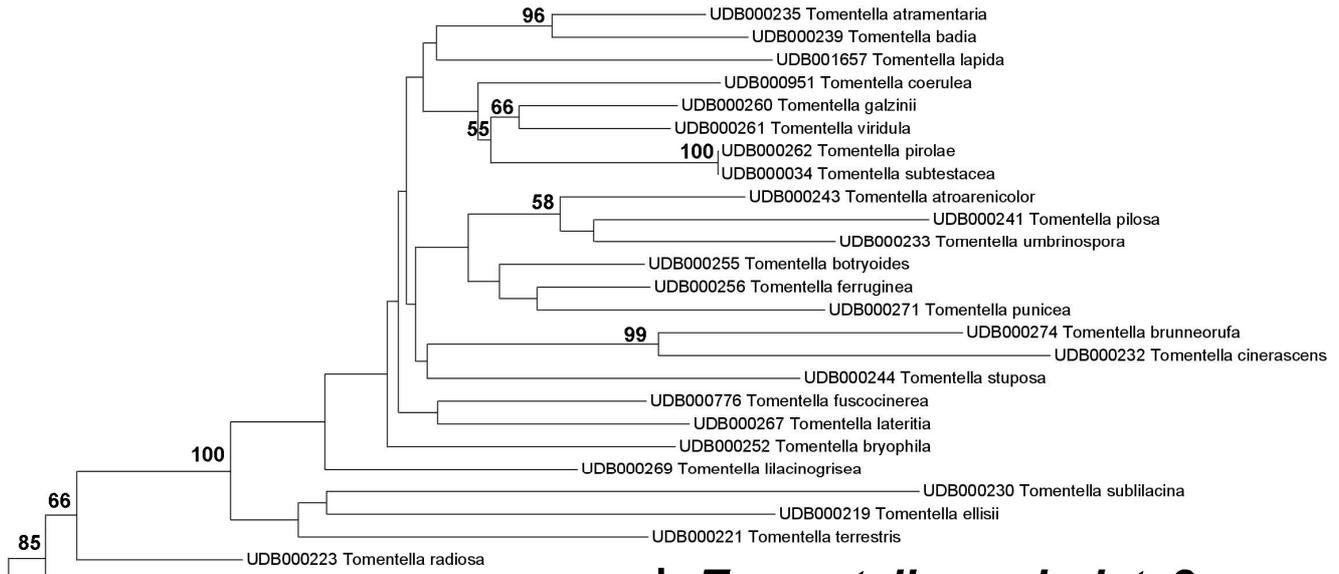 96
UDB000235 Tomentella atramentaria
UDB000239 Tomentella badia
UDB001657 Tomentella lapida
UDB000951 Tomentella coerulea
66
UDB000260 Tomentella galzinii
55
UDB000261 Tomentella viridula
100
UDB000262 Tomentella pirolae
UDB000034 Tomentella subtestacea
58
UDB000243 Tomentella atroarenicolor
UDB000241 Tomentella pilosa
UDB000233 Tomentella umbrinospora
UDB000255 Tomentella botryoides
UDB000256 Tomentella ferruginea
UDB000271 Tomentella punicea
99
UDB000274 Tomentella brunneorufa
UDB000232 Tomentella cinerascens
UDB000244 Tomentella stuposa
UDB000776 Tomentella fuscocinerea
UDB000267 Tomentella lateritia
UDB000252 Tomentella bryophila
100
UDB000269 Tomentella lilacinogrisea
UDB000230 Tomentella sublilacina
66
UDB000219 Tomentella ellisii
UDB000221 Tomentella terrestris
85
UDB000223 Tomentella radiosa